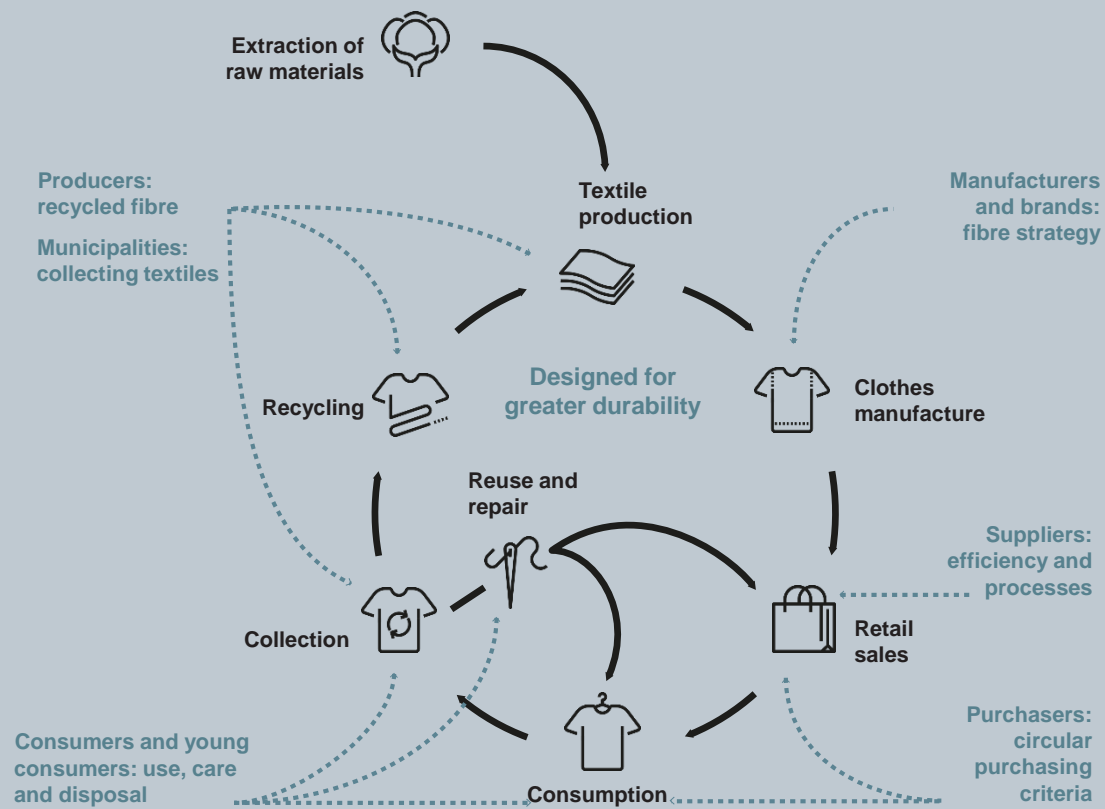 Extraction of
raw materials
Textile
production
Producers:
recycled fibre
Municipalities:
collecting textiles
Manufacturers
and brands:
fibre strategy
Designed for
greater durability
Recycling
Clothes
manufacture
Reuse and
repair
Suppliers:
efficiency and
processes
Collection
Retail
sales
Purchasers:
circular
purchasing
criteria
Consumers and young
consumers: use, care
and disposal
Consumption